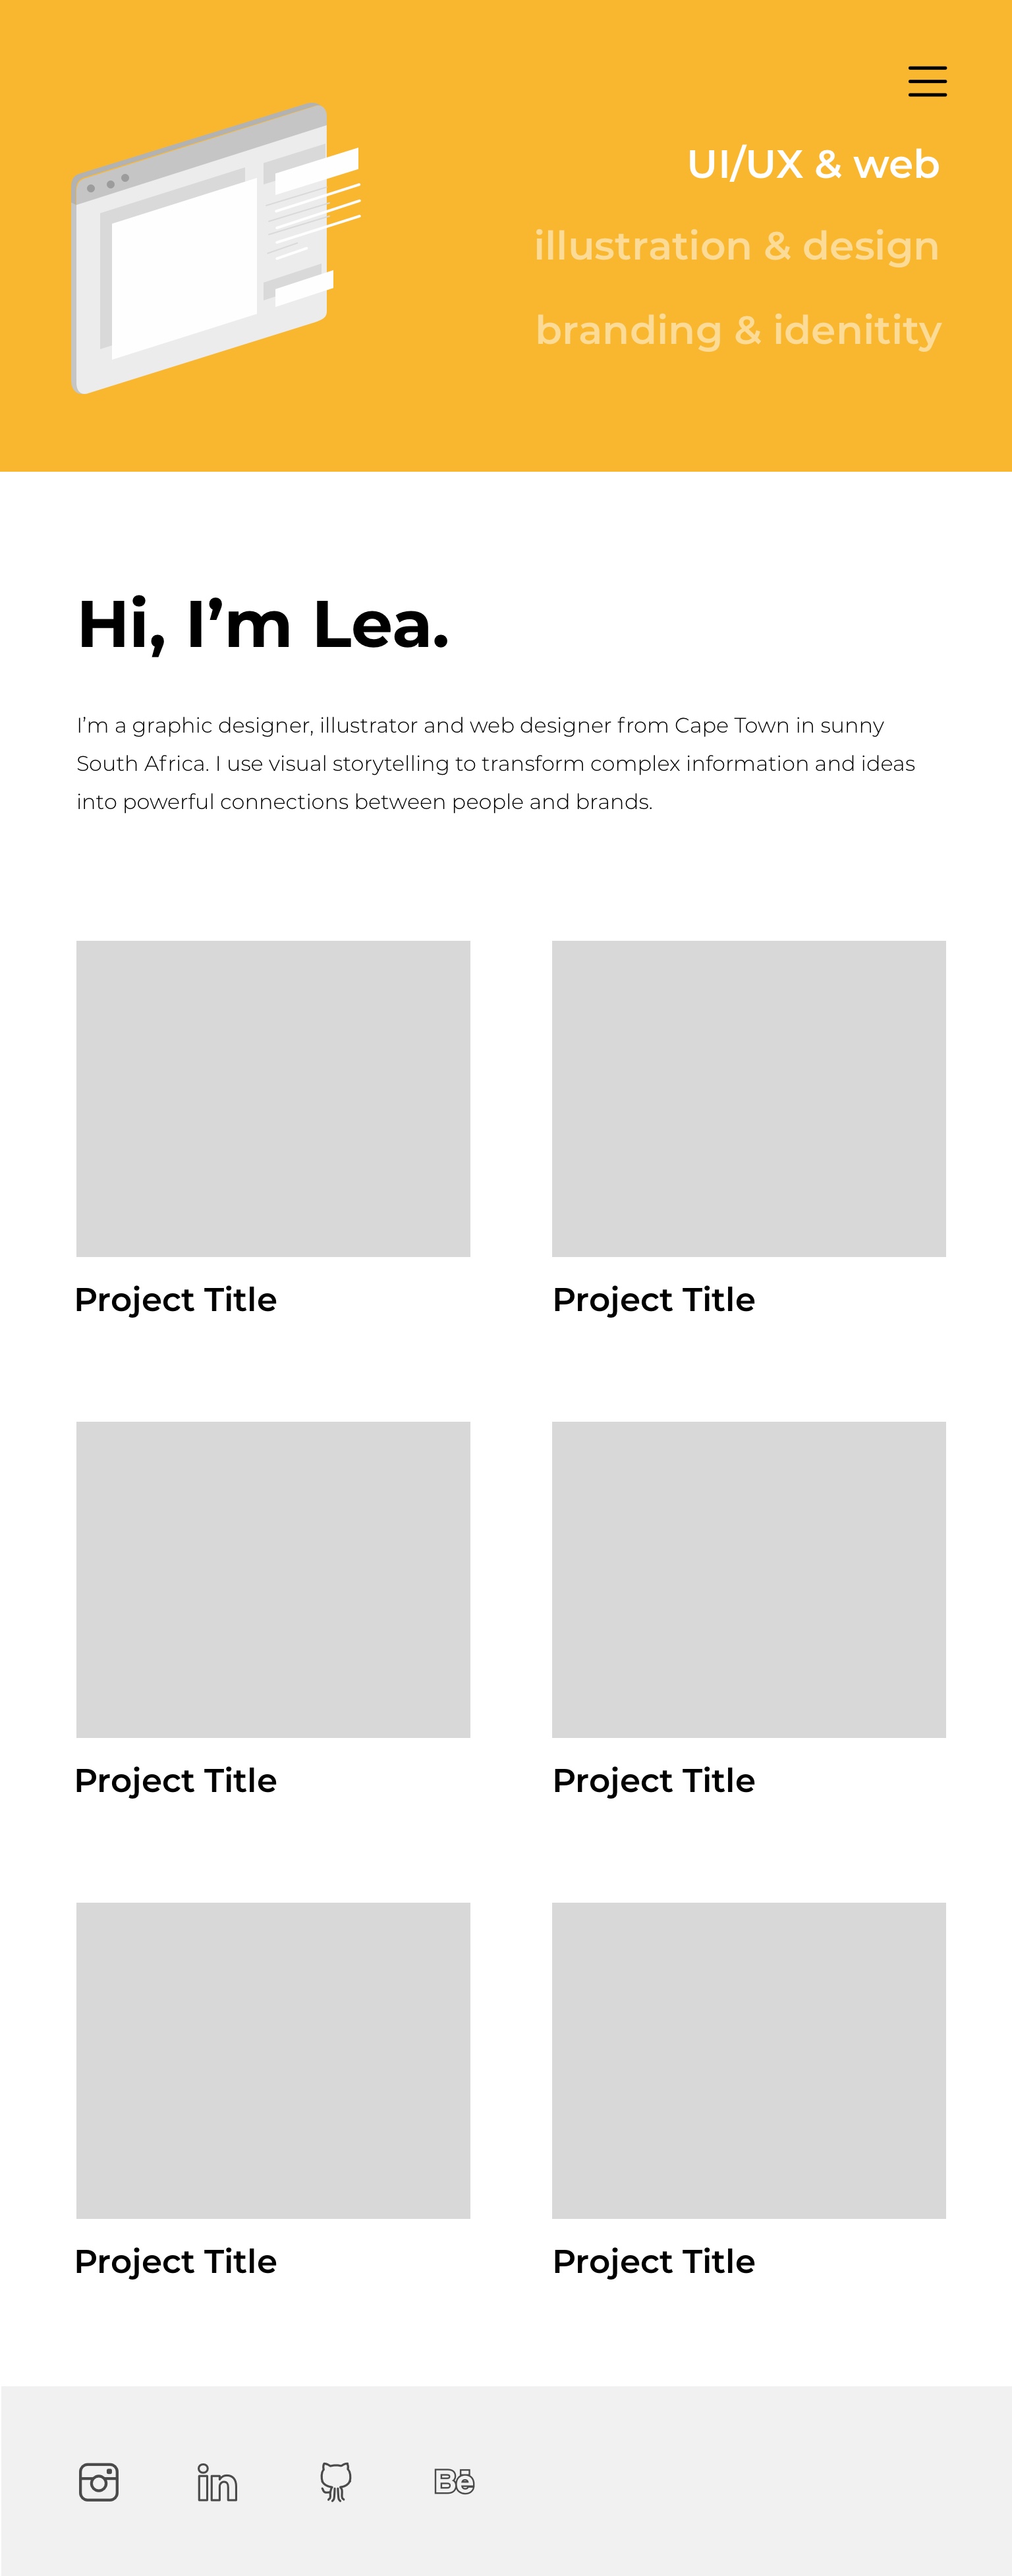 UI/UX & web
illustration & design
branding & idenitity
Hi, I’m Lea.
I’m a graphic designer, illustrator and web designer from Cape Town in sunny
South Africa. I use visual storytelling to transform complex information and ideas
into powerful connections between people and brands.
Project Title
Project Title
Project Title
Project Title
Project Title
Project Title
in
Bē